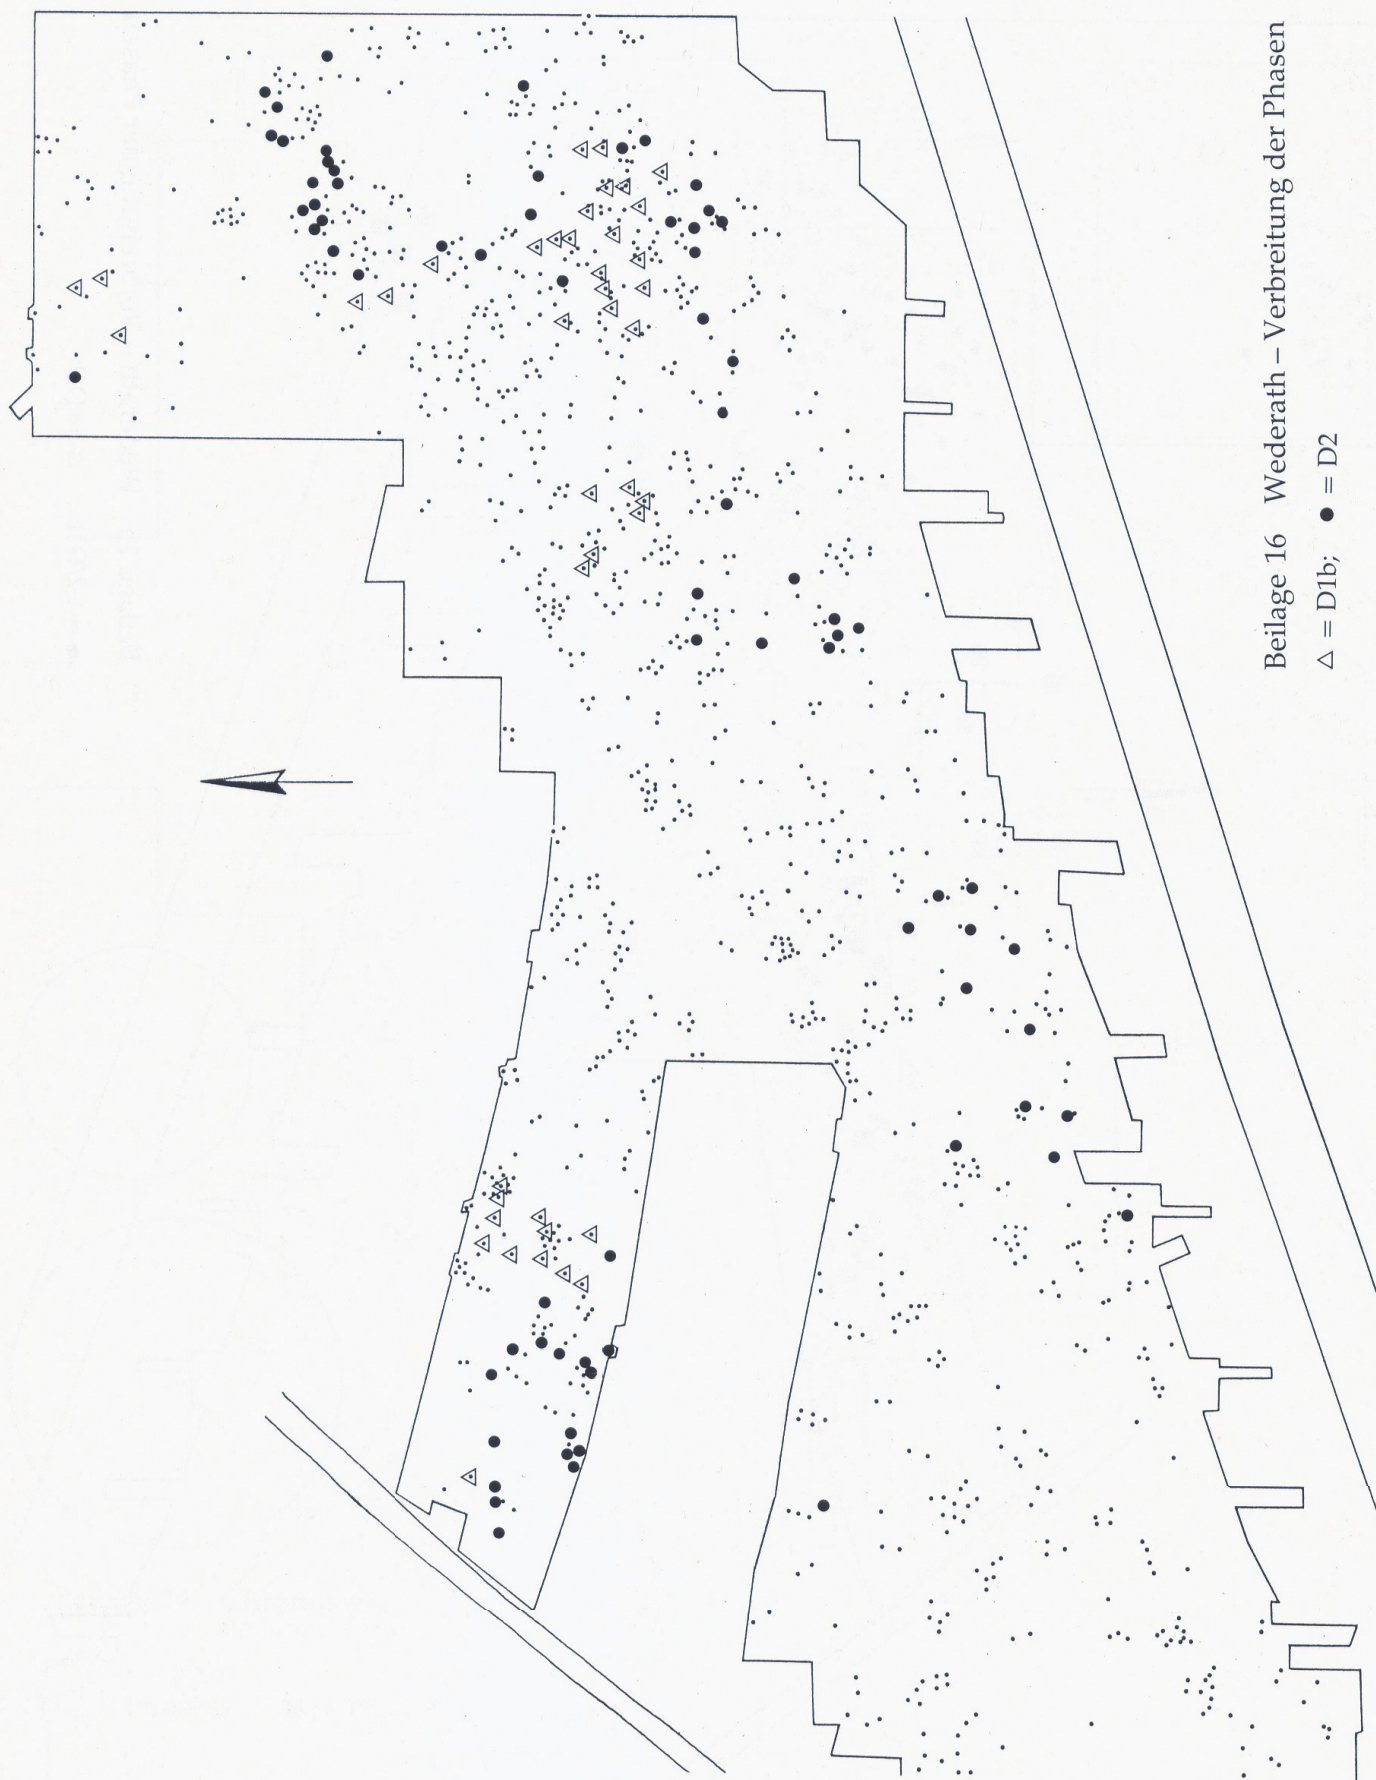 Beilage 16 Wederath – Verbreitung der Phasen
△ = D1b; ● = D2